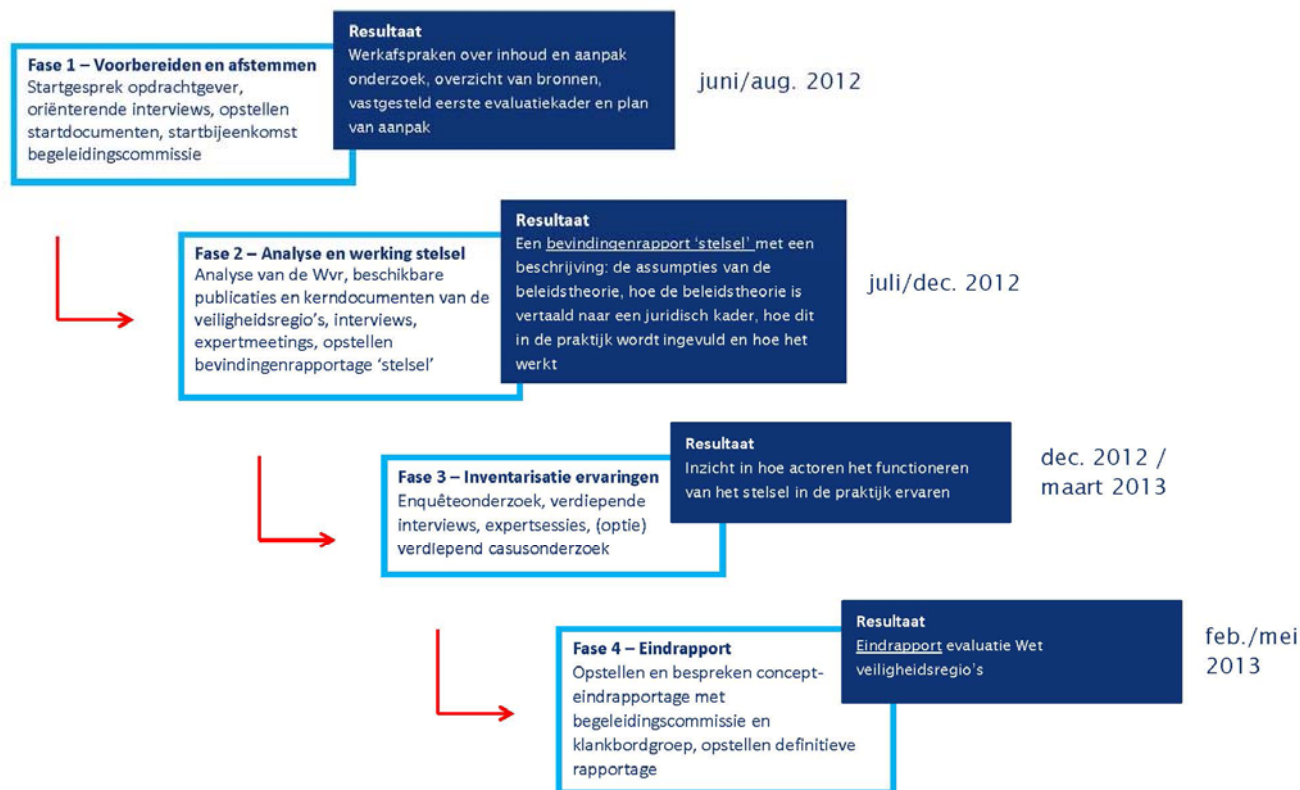 Fase 1 – Voorbereiden en afstemmen
Startgesprek opdrachtgever,
oriënterende interviews, opstellen
startdocumenten, startbijeenkomst
begeleidingscommissie
Resultaat
Werkafspraken over inhoud en aanpak
onderzoek, overzicht van bronnen,
vastgesteld eerste evaluatiekader en plan
van aanpak
juni/aug. 2012
Fase 2 – Analyse en werking stelsel
Analyse van de Wvr, beschikbare
publicaties en kerndocumenten van de
veiligheidsregio's, interviews,
expertmeetings, opstellen
bevindingenrapportage ‘stelsel’
Resultaat
Een bevindingenrapport ‘stelsel’ met een
beschrijving: de assumpties van de
beleidstheorie, hoe de beleidstheorie is
vertaald naar een juridisch kader, hoe dit
in de praktijk wordt ingevuld en hoe het
werkt
juli/dec. 2012
Fase 3 – Inventarisatie ervaringen
Enquêteonderzoek, verdiepende
interviews, expertsessies, (optie)
verdiepend casusonderzoek
Resultaat
Inzicht in hoe actoren het functioneren
van het stelsel in de praktijk ervaren
dec. 2012 /
maart 2013
Fase 4 – Eindrapport
Opstellen en bespreken concept-
eindrapportage met
begeleidingscommissie en
klankbordgroep, opstellen definitieve
rapportage
Resultaat
Eindrapport evaluatie Wet
veiligheidsregio's
feb./mei
2013